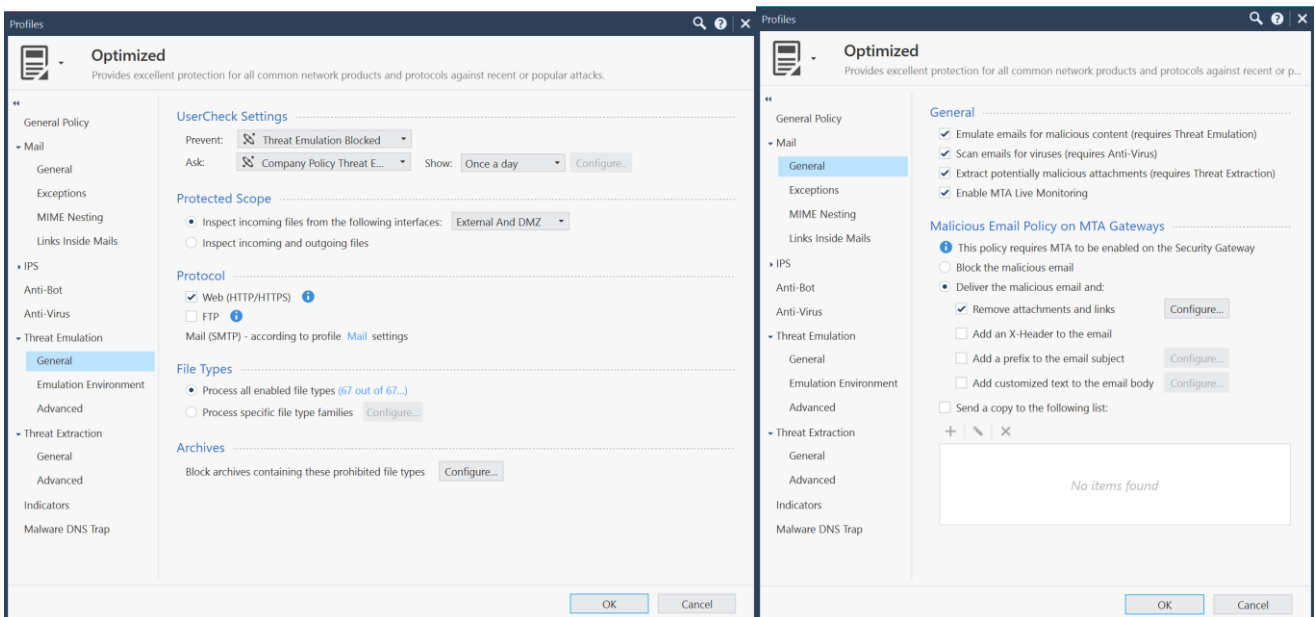 Profiles
Optimized
Provides excellent protection for all common network products and protocols against recent or popular attacks.
General Policy
Mail
General
Exceptions
MIME Nesting
Links Inside Mails
IPS
Anti-Bot
Anti-Virus
Threat Emulation
General
Emulation Environment
Advanced
Threat Extraction
General
Advanced
Indicators
Malware DNS Trap
UserCheck Settings
Prevent: Threat Emulation Blocked
Ask: Company Policy Threat E... Show: Once a day Configure...
Protected Scope
Inspect incoming files from the following interfaces: External And DMZ
Inspect incoming and outgoing files
Protocol
Web (HTTP/HTTPS)
FTP
Mail (SMTP) - according to profile Mail settings
File Types
Process all enabled file types (67 out of 67...)
Process specific file type families Configure...
Archives
Block archives containing these prohibited file types Configure...
OK Cancel
Profiles
Optimized
Provides excellent protection for all common network products and protocols against recent or p...
General Policy
Mail
General
Exceptions
MIME Nesting
Links Inside Mails
IPS
Anti-Bot
Anti-Virus
Threat Emulation
General
Emulation Environment
Advanced
Threat Extraction
General
Advanced
Indicators
Malware DNS Trap
General
Emulate emails for malicious content (requires Threat Emulation)
Scan emails for viruses (requires Anti-Virus)
Extract potentially malicious attachments (requires Threat Extraction)
Enable MTA Live Monitoring
Malicious Email Policy on MTA Gateways
This policy requires MTA to be enabled on the Security Gateway
Block the malicious email
Deliver the malicious email and:
Remove attachments and links Configure...
Add an X-Header to the email
Add a prefix to the email subject Configure...
Add customized text to the email body Configure...
Send a copy to the following list:
No items found
OK Cancel